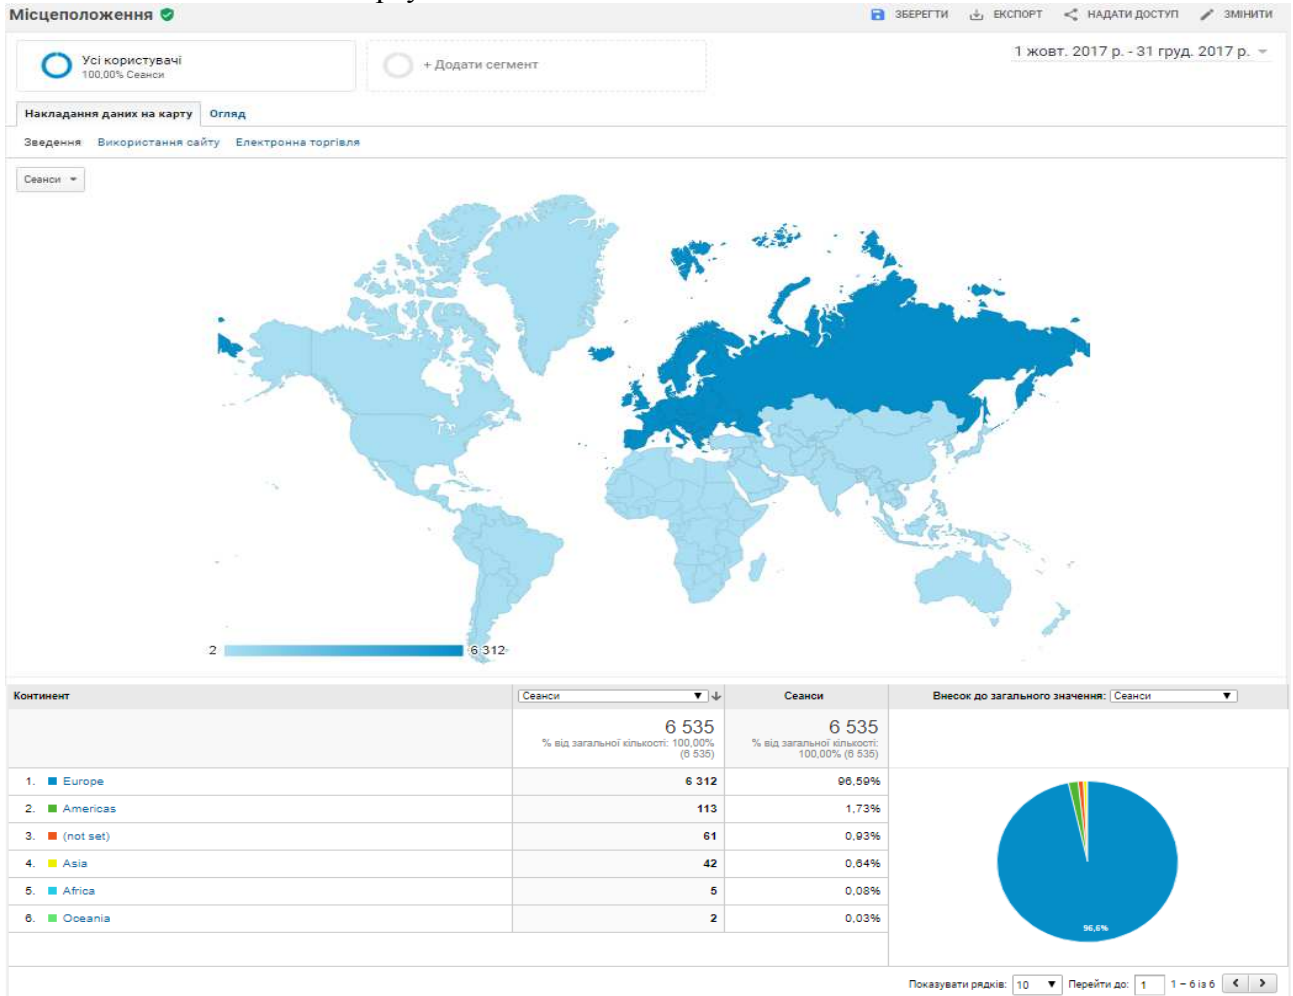 Місцеположення
ЗБЕРЕГТИ ЕКСПОРТ НАДАТИ ДОСТУП ЗМІНИТИ
Усі користувачі
100,00% Сеанси
+ Додати сегмент
1 жовт. 2017 р. - 31 груд. 2017 р.
Накладання даних на карту Огляд
Зведення Використання сайту Електронна торгівля
Сеанси
2 6 312
Континент Сеанси Сеанси Внесок до загального значення: Сеанси
6 535 6 535
% від загальної кількості: 100,00% (6 535) % від загальної кількості: 100,00% (6 535)
1. Europe 6 312 96,59%
2. Americas 113 1,73%
3. (not set) 61 0,93%
4. Asia 42 0,64%
5. Africa 5 0,08%
6. Oceania 2 0,03%
96,6%
Показувати рядків: 10 Перейти до: 1 1 – 6 із 6